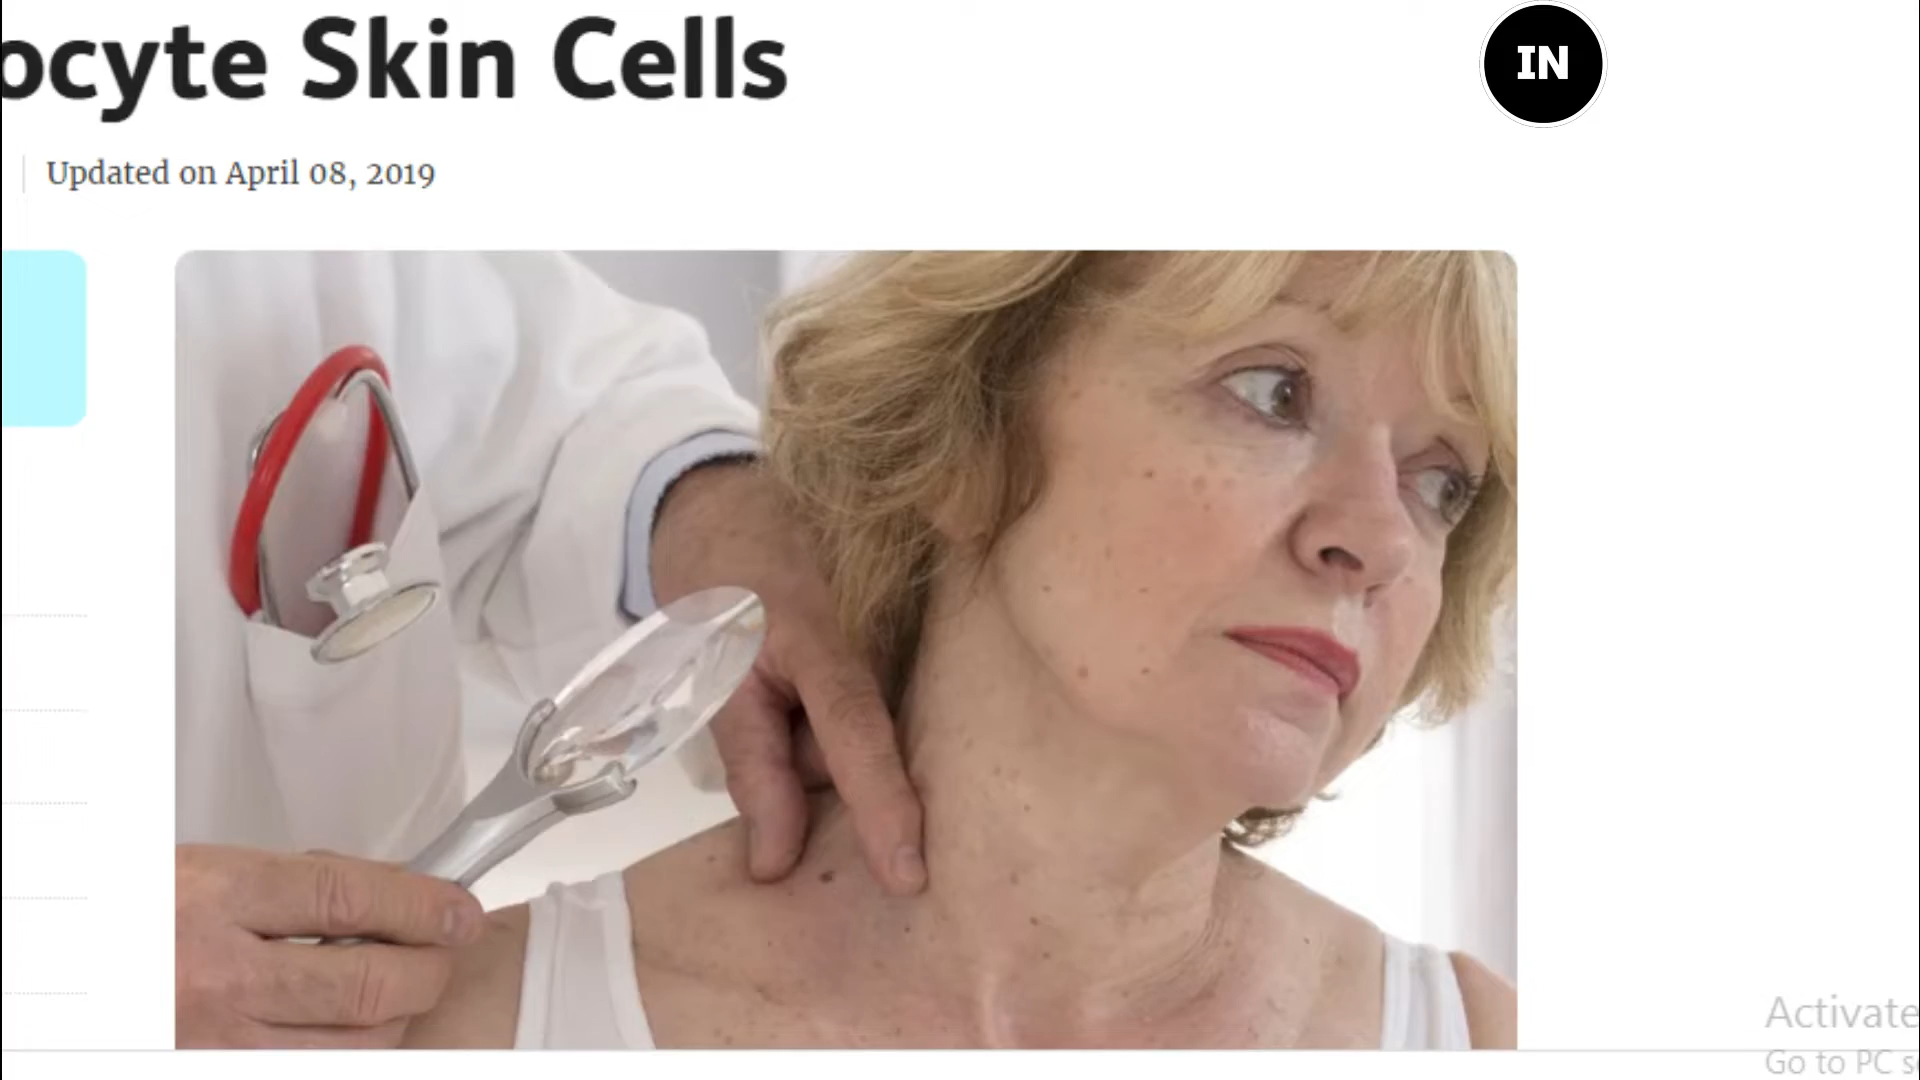 ocyte Skin Cells
IN
Updated on April 08, 2019
Activate
Go to PC s